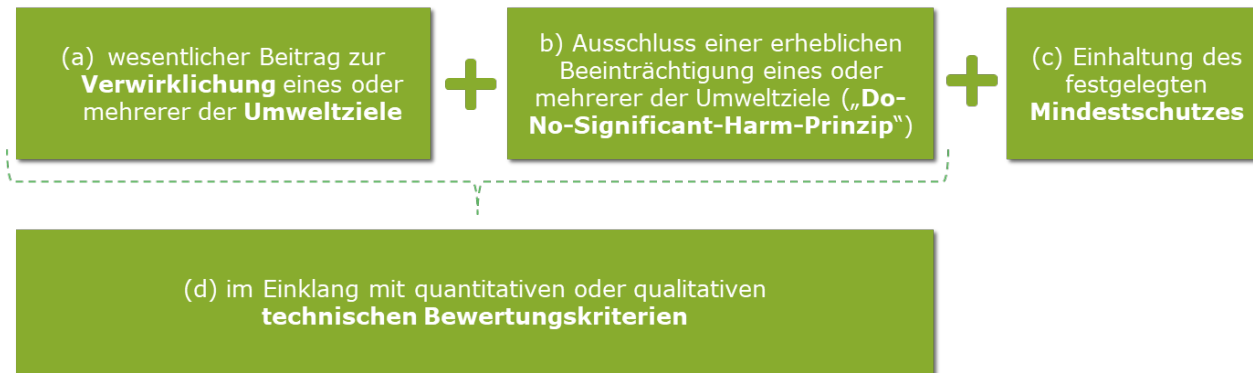 (a) wesentlicher Beitrag zur
Verwirklichung eines oder
mehrerer der Umweltziele
b) Ausschluss einer erheblichen
Beeinträchtigung eines oder
mehrerer der Umweltziele („Do-
No-Significant-Harm-Prinzip“)
(c) Einhaltung des
festgelegten
Mindestschutzes
(d) im Einklang mit quantitativen oder qualitativen
technischen Bewertungskriterien